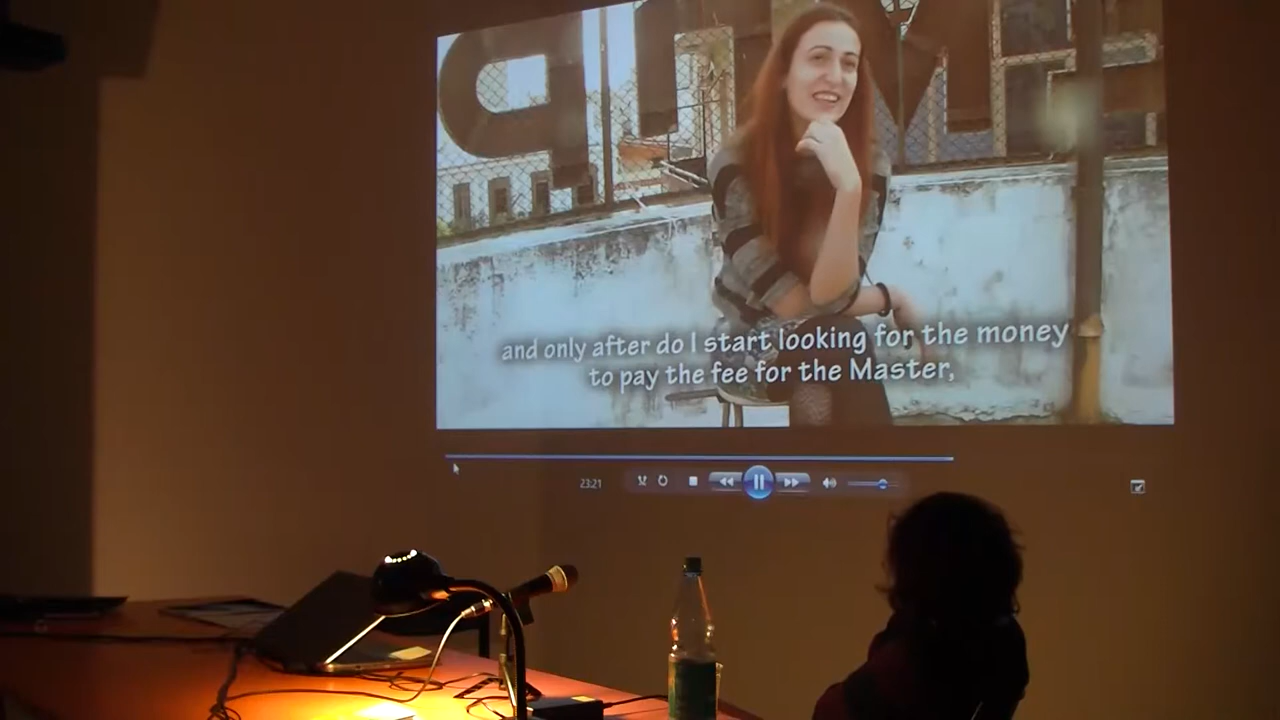 and only after do I start looking for the money
to pay the fee for the Master,
23:21